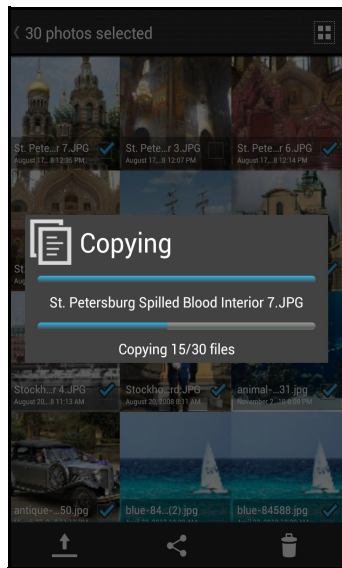 30 photos selected
St. Pete...r 7.JPG
August 17,...8 12:36 PM
St. Pete...r 3.JPG
August 17,...8 12:07 PM
St. Pete...r 6.JPG
August 17,...8 12:14 PM
St.
Copying
St. Petersburg Spilled Blood Interior 7.JPG
Copying 15/30 files
Stockh...r 4.JPG
August 20,...8 11:13 AM
Stockho...rd.JPG
August 20, 2008 8:11 AM
animal-...31.jpg
November 2
antique-...50.jpg
blue-84...(2).jpg
blue-84588.jpg